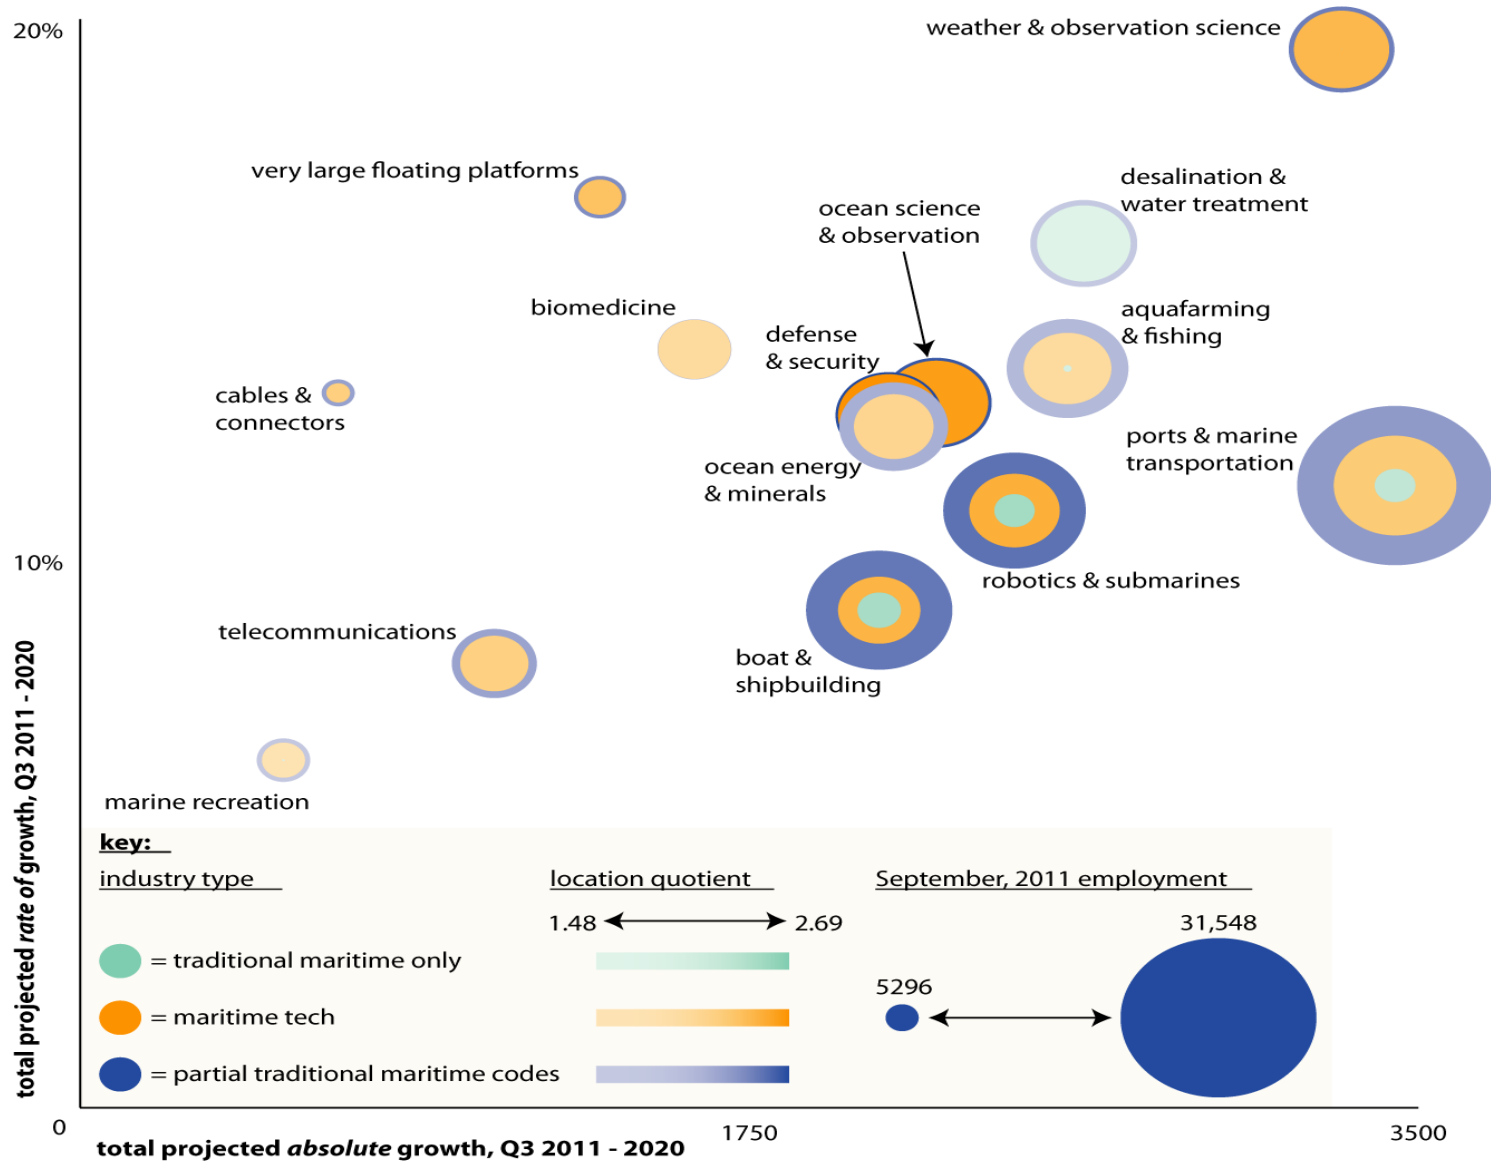 20%
weather & observation science
very large floating platforms
desalination &
water treatment
ocean science
& observation
biomedicine
aquafarming
& fishing
defense
& security
cables &
connectors
ports & marine
transportation
ocean energy
& minerals
10%
robotics & submarines
telecommunications
boat &
shipbuilding
marine recreation
total projected rate of growth, Q3 2011 - 2020
key:
industry type
location quotient
September, 2011 employment
1.48
2.69
31,548
= traditional maritime only
5296
= maritime tech
= partial traditional maritime codes
0
1750
3500
total projected absolute growth, Q3 2011 - 2020